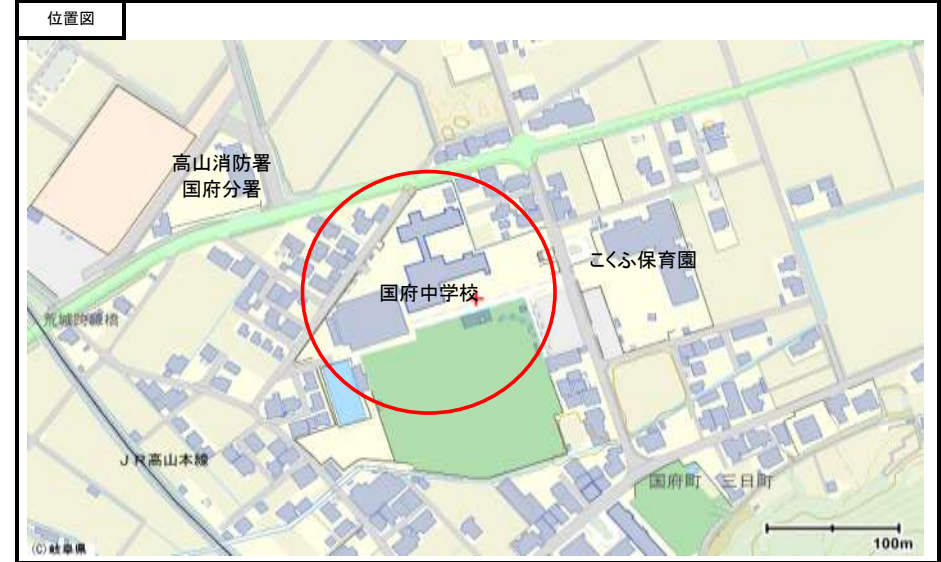 位置図
高山消防署
国府分署
こくふ保育園
国府中学校
荒城跨線橋
JR高山本線
国府町 三日町
100m
(C)岐阜県